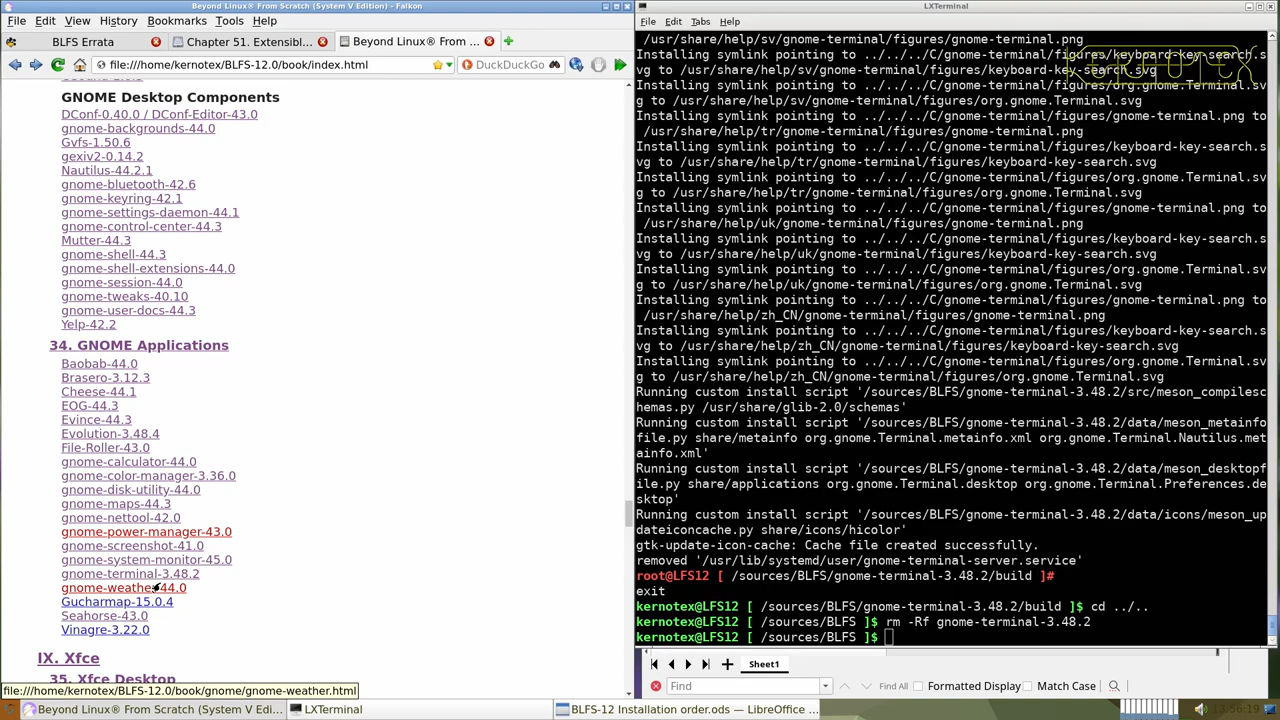 Beyond Linux® From Scratch (System V Edition) - Falkon
File Edit View History Bookmarks Tools Help
BLFS Errata
Chapter 51. Extensibl...
Beyond Linux® From ...
file:///home/kernotex/BLFS-12.0/book/index.html
DuckDuckGo
GNOME Desktop Components
DConf-0.40.0 / DConf-Editor-43.0
gnome-backgrounds-44.0
Gvfs-1.50.6
gexiv2-0.14.2
Nautilus-44.2.1
gnome-bluetooth-42.6
gnome-keyring-42.1
gnome-settings-daemon-44.1
gnome-control-center-44.3
Mutter-44.3
gnome-shell-44.3
gnome-shell-extensions-44.0
gnome-session-44.0
gnome-tweaks-40.10
gnome-user-docs-44.3
Yelp-42.2
34. GNOME Applications
Baobab-44.0
Brasero-3.12.3
Cheese-44.1
EOG-44.3
Evince-44.3
Evolution-3.48.4
File-Roller-43.0
gnome-calculator-44.0
gnome-color-manager-3.36.0
gnome-disk-utility-44.0
gnome-maps-44.3
gnome-nettool-42.0
gnome-power-manager-43.0
gnome-screenshot-41.0
gnome-system-monitor-45.0
gnome-terminal-3.48.2
gnome-weather-44.0
Gucharmap-15.0.4
Seahorse-43.0
Vinagre-3.22.0
IX. Xfce
35. Xfce Desktop
file:///home/kernotex/BLFS-12.0/book/gnome/gnome-weather.html
LXTerminal
File Edit Tabs Help
KERNOTEX
/usr/share/help/sv/gnome-terminal/figures/gnome-terminal.png
Installing symlink pointing to ../../../C/gnome-terminal/figures/keyboard-key-search.s
vg to /usr/share/help/sv/gnome-terminal/figures/keyboard-key-search.svg
Installing symlink pointing to ../../../C/gnome-terminal/figures/org.gnome.Terminal.sv
g to /usr/share/help/sv/gnome-terminal/figures/org.gnome.Terminal.svg
Installing symlink pointing to ../../../C/gnome-terminal/figures/gnome-terminal.png to
/usr/share/help/tr/gnome-terminal/figures/gnome-terminal.png
Installing symlink pointing to ../../../C/gnome-terminal/figures/keyboard-key-search.s
vg to /usr/share/help/tr/gnome-terminal/figures/keyboard-key-search.svg
Installing symlink pointing to ../../../C/gnome-terminal/figures/org.gnome.Terminal.sv
g to /usr/share/help/tr/gnome-terminal/figures/org.gnome.Terminal.svg
Installing symlink pointing to ../../../C/gnome-terminal/figures/gnome-terminal.png to
/usr/share/help/uk/gnome-terminal/figures/gnome-terminal.png
Installing symlink pointing to ../../../C/gnome-terminal/figures/keyboard-key-search.s
vg to /usr/share/help/uk/gnome-terminal/figures/keyboard-key-search.svg
Installing symlink pointing to ../../../C/gnome-terminal/figures/org.gnome.Terminal.sv
g to /usr/share/help/uk/gnome-terminal/figures/org.gnome.Terminal.svg
Installing symlink pointing to ../../../C/gnome-terminal/figures/gnome-terminal.png to
/usr/share/help/zh_CN/gnome-terminal/figures/gnome-terminal.png
Installing symlink pointing to ../../../C/gnome-terminal/figures/keyboard-key-search.s
vg to /usr/share/help/zh_CN/gnome-terminal/figures/keyboard-key-search.svg
Installing symlink pointing to ../../../C/gnome-terminal/figures/org.gnome.Terminal.sv
g to /usr/share/help/zh_CN/gnome-terminal/figures/org.gnome.Terminal.svg
Running custom install script '/sources/BLFS/gnome-terminal-3.48.2/src/meson_compilesc
hemas.py /usr/share/glib-2.0/schemas'
Running custom install script '/sources/BLFS/gnome-terminal-3.48.2/data/meson_metainfo
file.py share/metainfo org.gnome.Terminal.metainfo.xml org.gnome.Terminal.Nautilus.met
ainfo.xml'
Running custom install script '/sources/BLFS/gnome-terminal-3.48.2/data/meson_desktopf
ile.py share/applications org.gnome.Terminal.desktop org.gnome.Terminal.Preferences.de
sktop'
Running custom install script '/sources/BLFS/gnome-terminal-3.48.2/data/icons/meson_up
dateiconcache.py share/icons/hicolor'
gtk-update-icon-cache: Cache file created successfully.
removed '/usr/lib/systemd/user/gnome-terminal-server.service'
root@LFS12 [ /sources/BLFS/gnome-terminal-3.48.2/build ]#
exit
kernotex@LFS12 [ /sources/BLFS/gnome-terminal-3.48.2/build ]$ cd ../..
kernotex@LFS12 [ /sources/BLFS ]$ rm -Rf gnome-terminal-3.48.2
kernotex@LFS12 [ /sources/BLFS ]$
Sheet1
Find
Find All
Formatted Display
Match Case
Beyond Linux® From Scratch (System V Edi...
LXTerminal
BLFS-12 Installation order.ods — LibreOffice ...
13:56:19